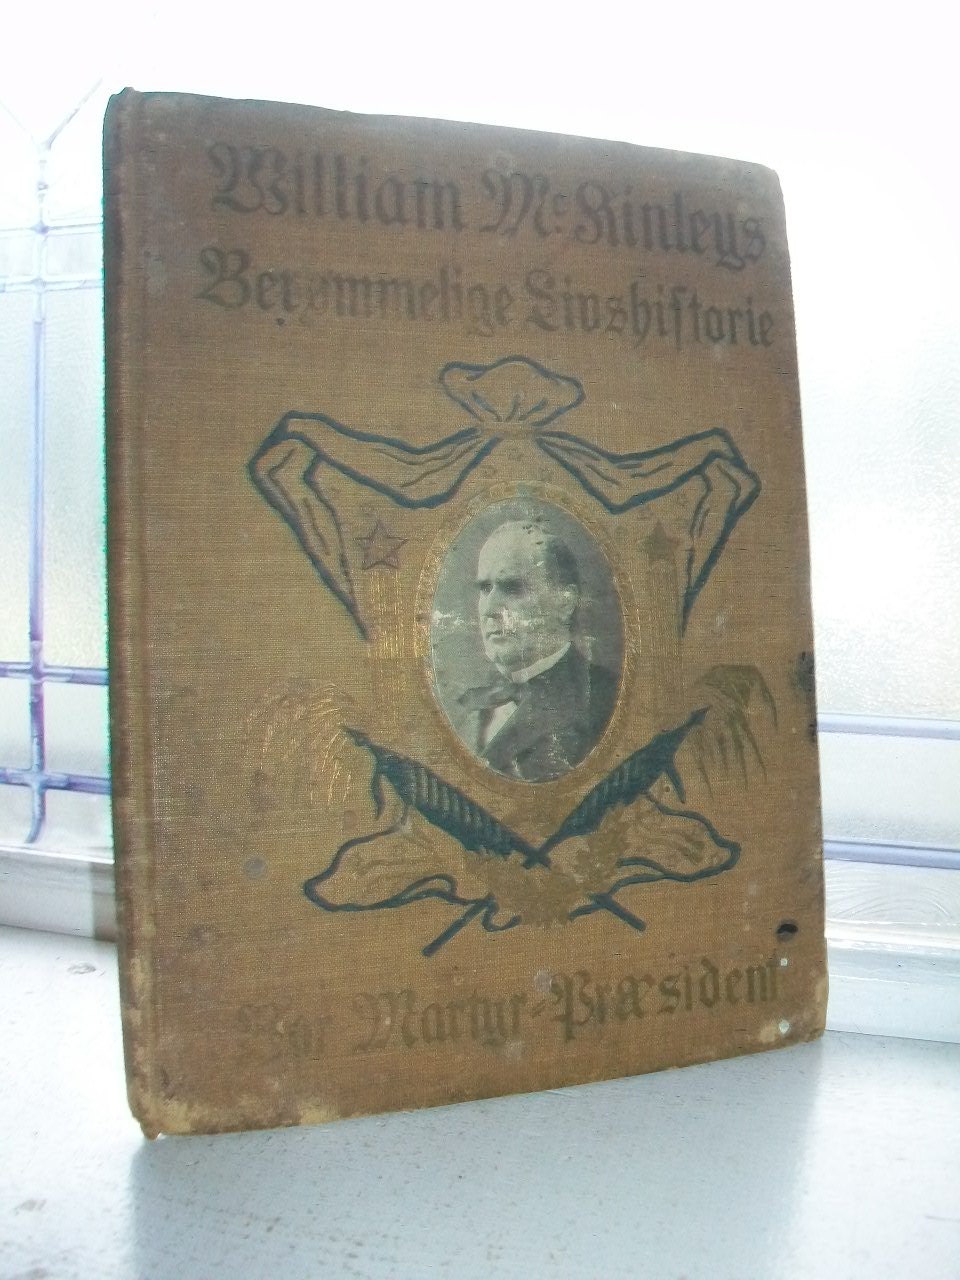 William McKinleys
Berømmelige Livshistorie
Vor Martyr-Præsident